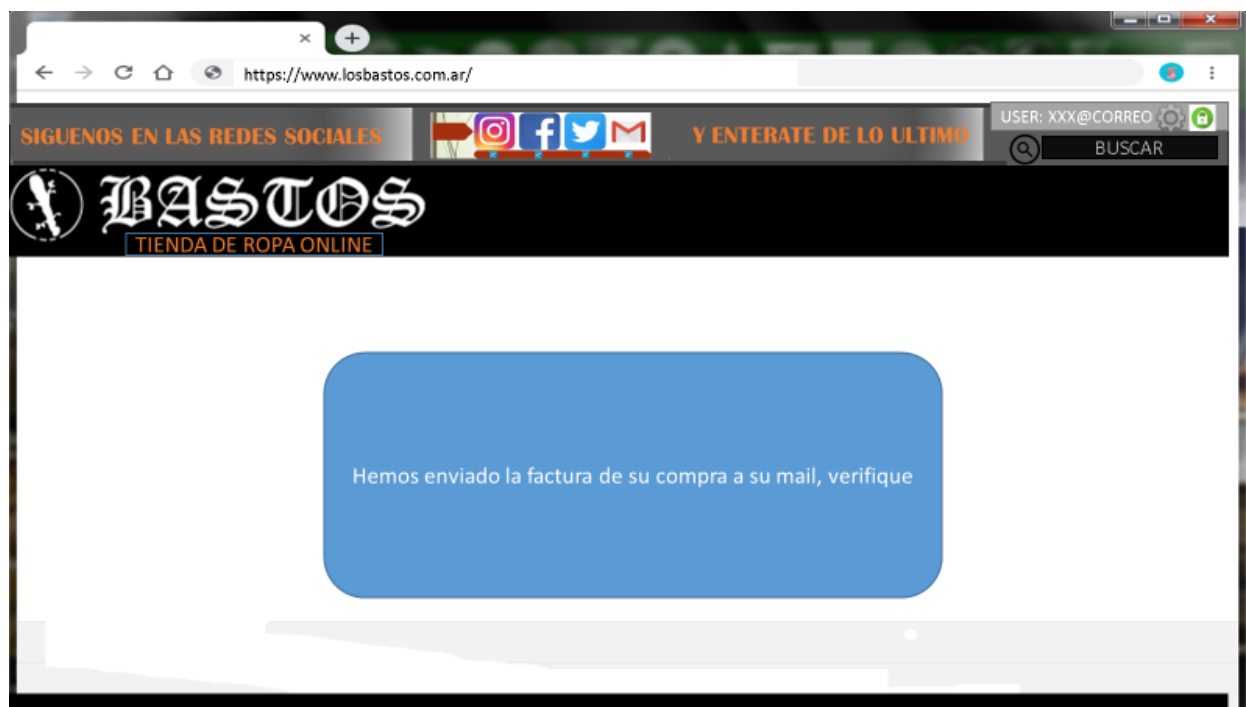 https://www.losbastos.com.ar/
SIGUENOS EN LAS REDES SOCIALES
Y ENTERATE DE LO ULTIMO
USER: XXX@CORREO
BUSCAR
BASTOS
TIENDA DE ROPA ONLINE
Hemos enviado la factura de su compra a su mail, verifique